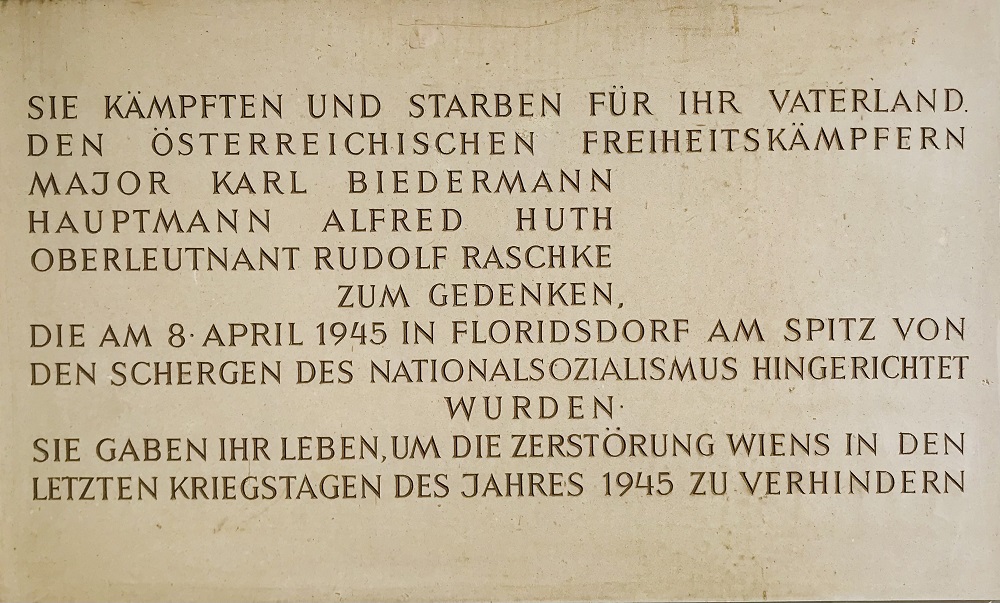 SIE KÄMPFTEN UND STARBEN FÜR IHR VATERLAND.
DEN ÖSTERREICHISCHEN FREIHEITSKÄMPFERN
MAJOR KARL BIEDERMANN
HAUPTMANN ALFRED HUTH
OBERLEUTNANT RUDOLF RASCHKE
ZUM GEDENKEN,
DIE AM 8· APRIL 1945 IN FLORIDSDORF AM SPITZ VON
DEN SCHERGEN DES NATIONALSOZIALISMUS HINGERICHTET
WURDEN·
SIE GABEN IHR LEBEN, UM DIE ZERSTÖRUNG WIENS IN DEN
LETZTEN KRIEGSTAGEN DES JAHRES 1945 ZU VERHINDERN